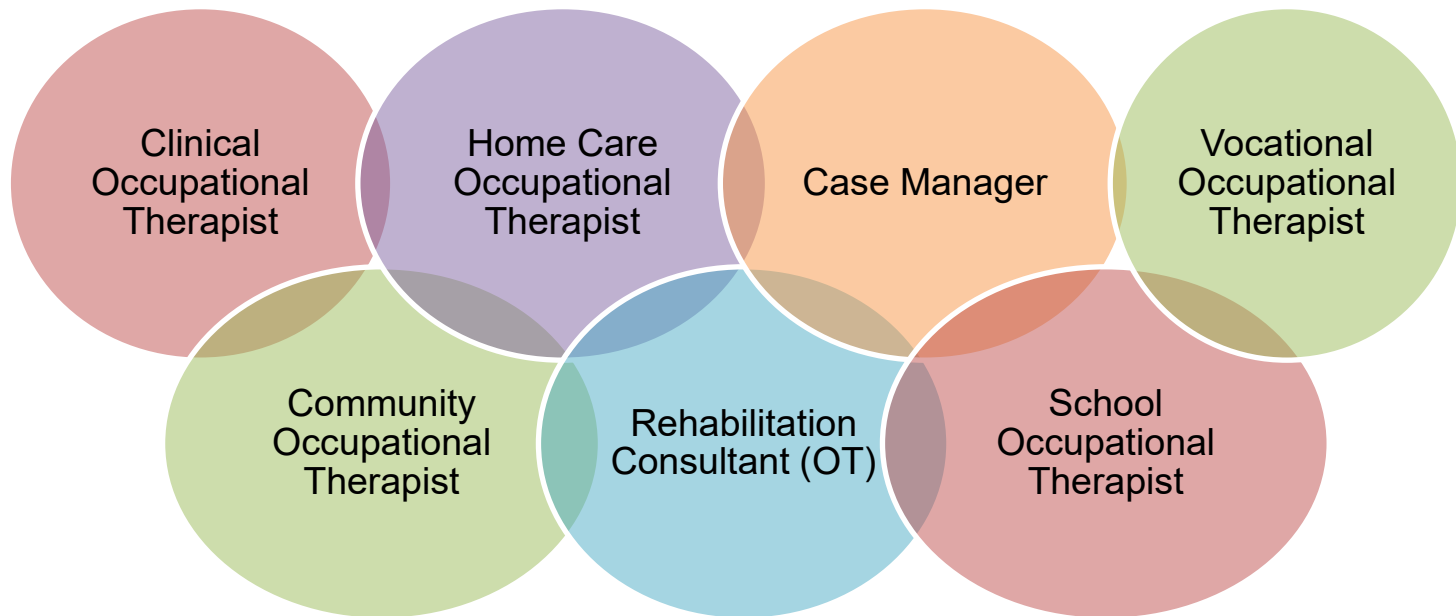 Clinical
Occupational
Therapist
Home Care
Occupational
Therapist
Case Manager
Vocational
Occupational
Therapist
Community
Occupational
Therapist
Rehabilitation
Consultant (OT)
School
Occupational
Therapist